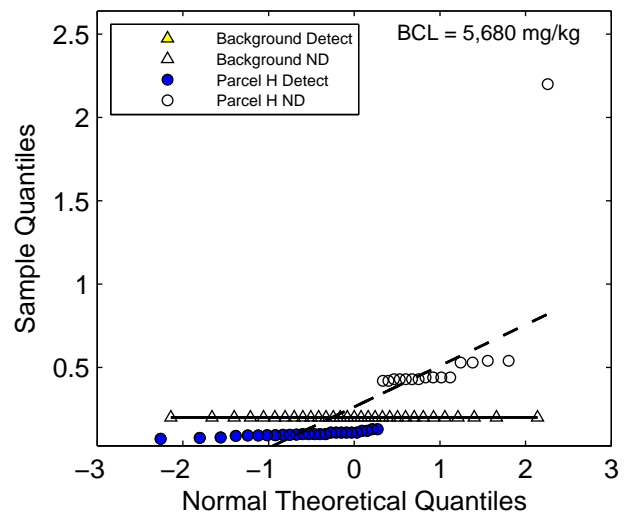 2.5
2
1.5
1
0.5
Sample Quantiles
Background Detect
Background ND
Parcel H Detect
Parcel H ND
BCL = 5,680 mg/kg
−3
−2
−1
0
1
2
3
Normal Theoretical Quantiles